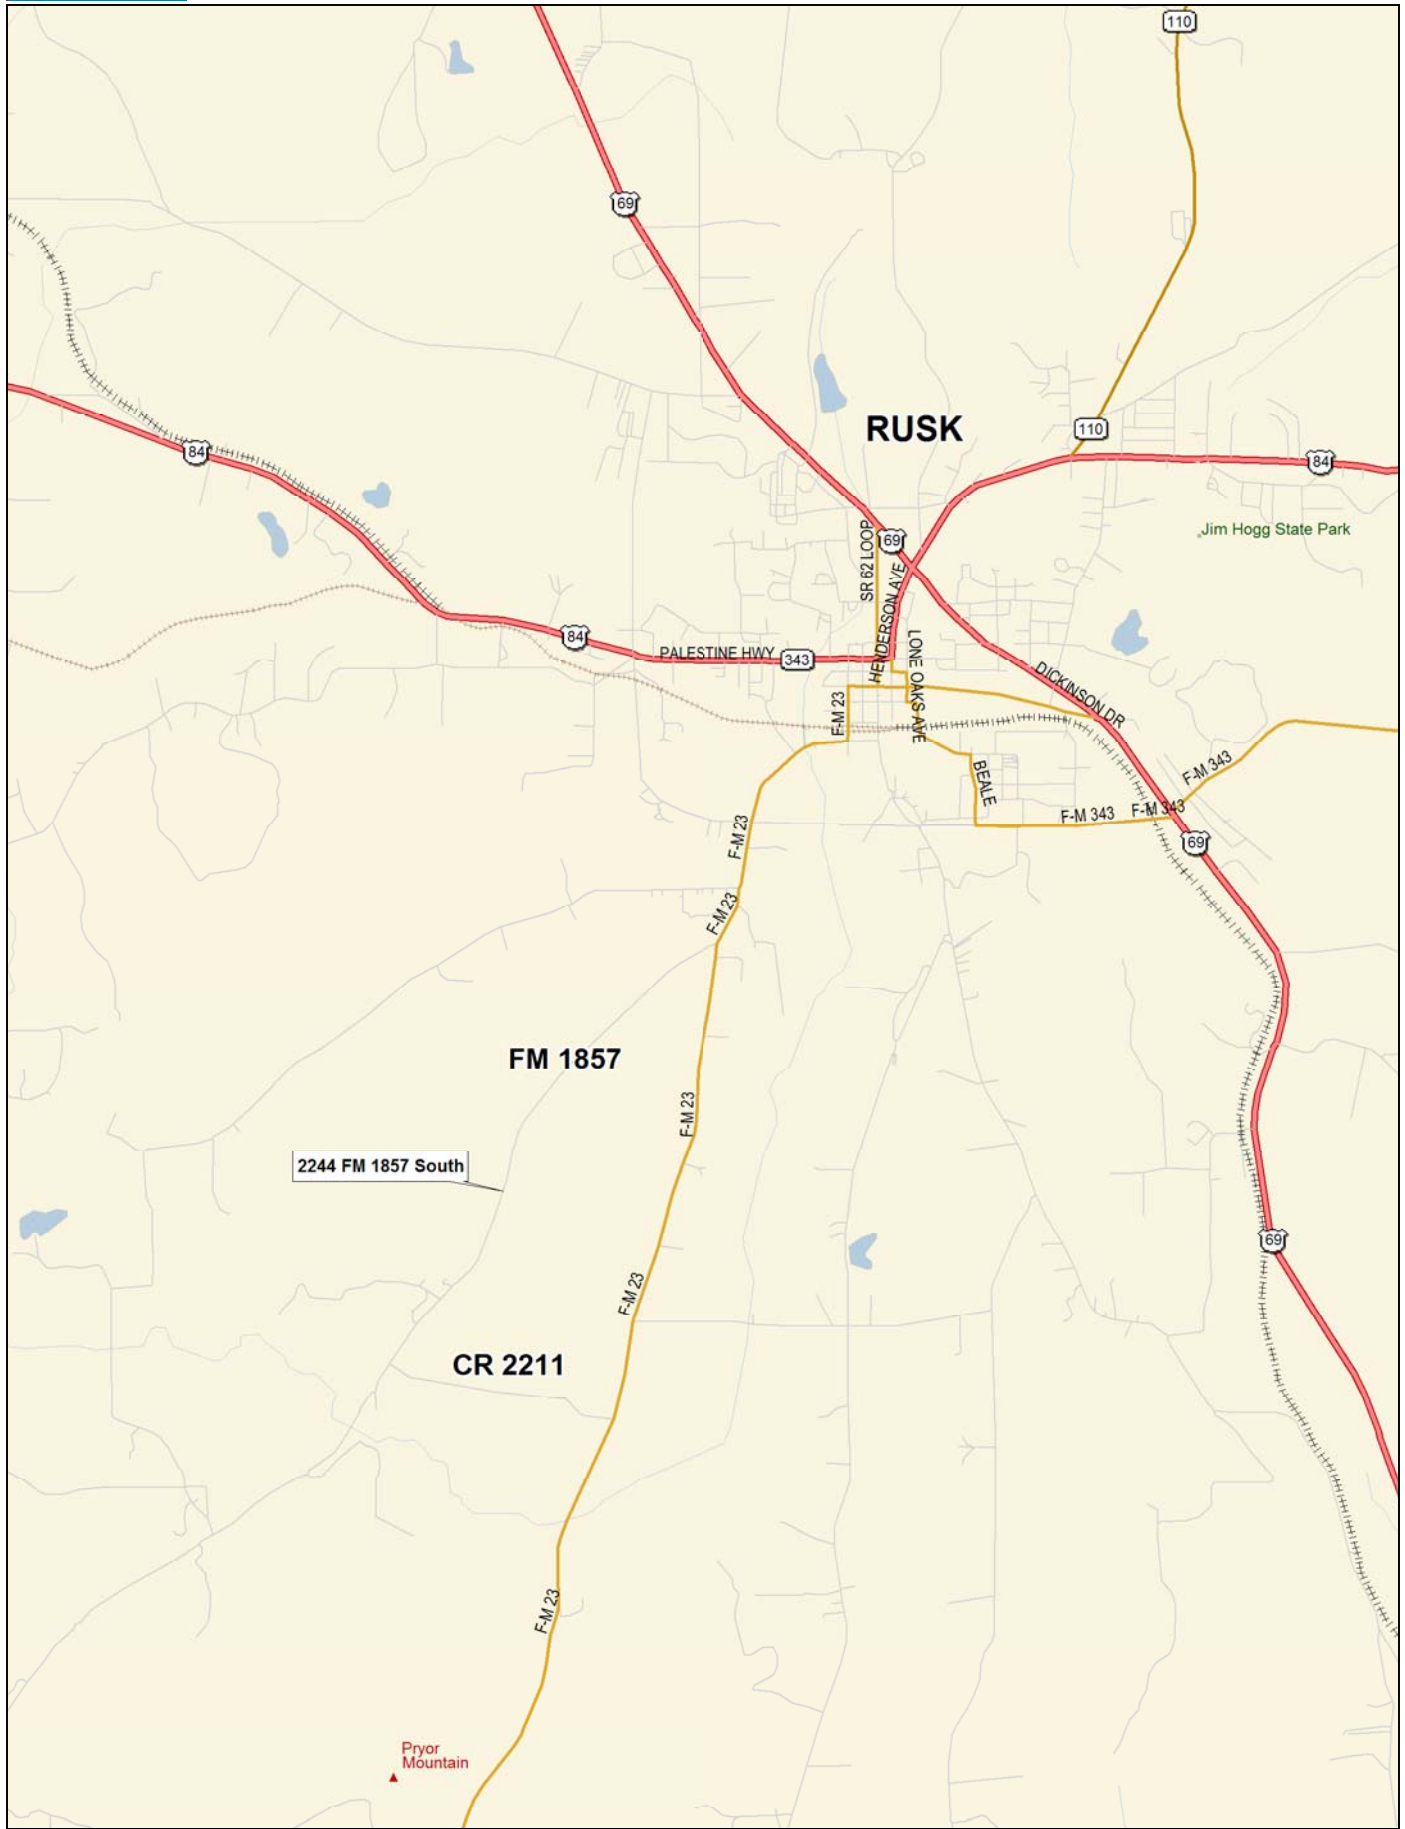 110
69
RUSK
110
84
84
Jim Hogg State Park
69
SR 62 LOOP
HENDERSON AVE
84
PALESTINE HWY
343
LONE OAKS AVE
DICKINSON DR
F-M 23
BEALE
F-M 343
F-M 343
F-M 343
F-M 23
69
F-M 23
FM 1857
F-M 23
2244 FM 1857 South
69
F-M 23
CR 2211
F-M 23
Pryor
Mountain